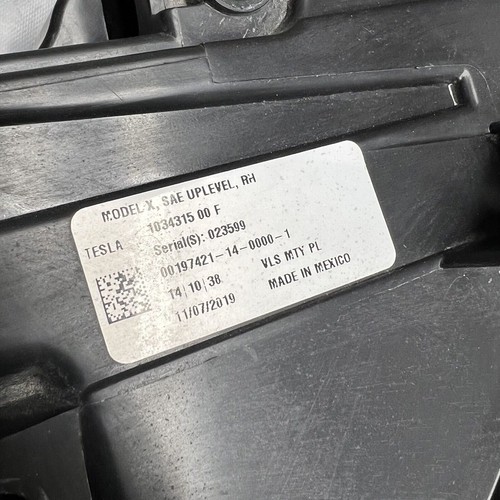 MODEL X, SAE UPLEVEL, RH
1034315 00 F
TESLA
Serial(S): 023599
00197421-14-0000-1
14|10|38
VLS MTY PL
11/07/2019
MADE IN MEXICO